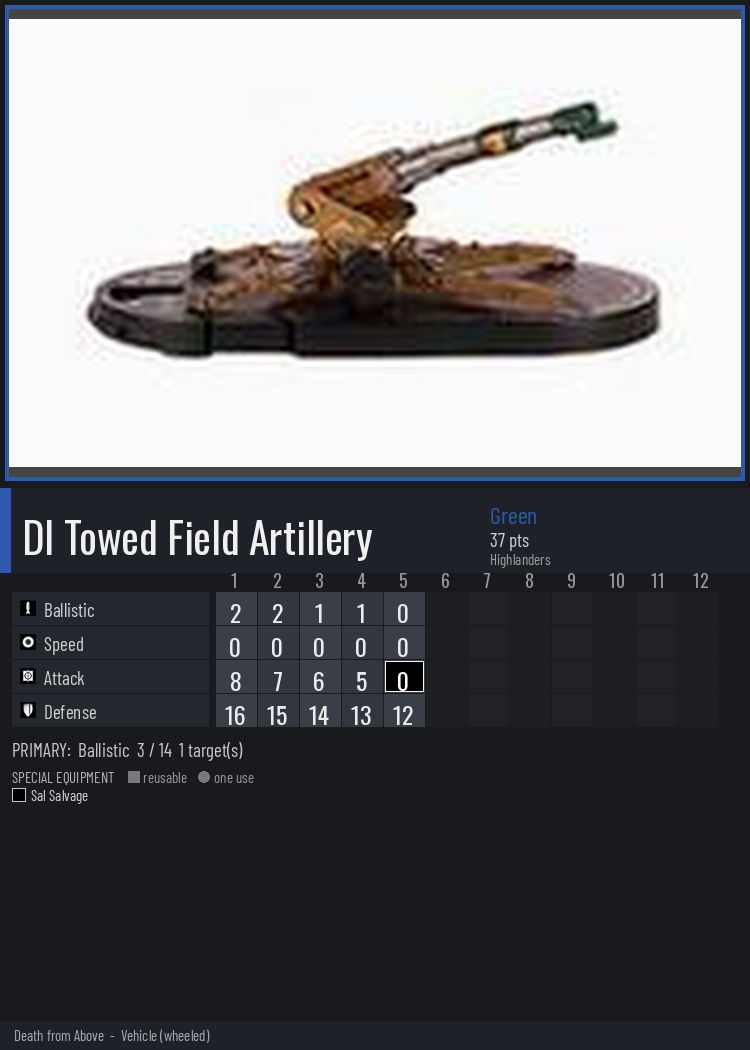 DI Towed Field Artillery
Green
37 pts
Highlanders
1 2 3 4 5 6 7 8 9 10 11 12
Ballistic 2 2 1 1 0
Speed 0 0 0 0 0
Attack 8 7 6 5 0
Defense 16 15 14 13 12
PRIMARY: Ballistic 3 / 14 1 target(s)
SPECIAL EQUIPMENT reusable one use
Sal Salvage
Death from Above - Vehicle (wheeled)